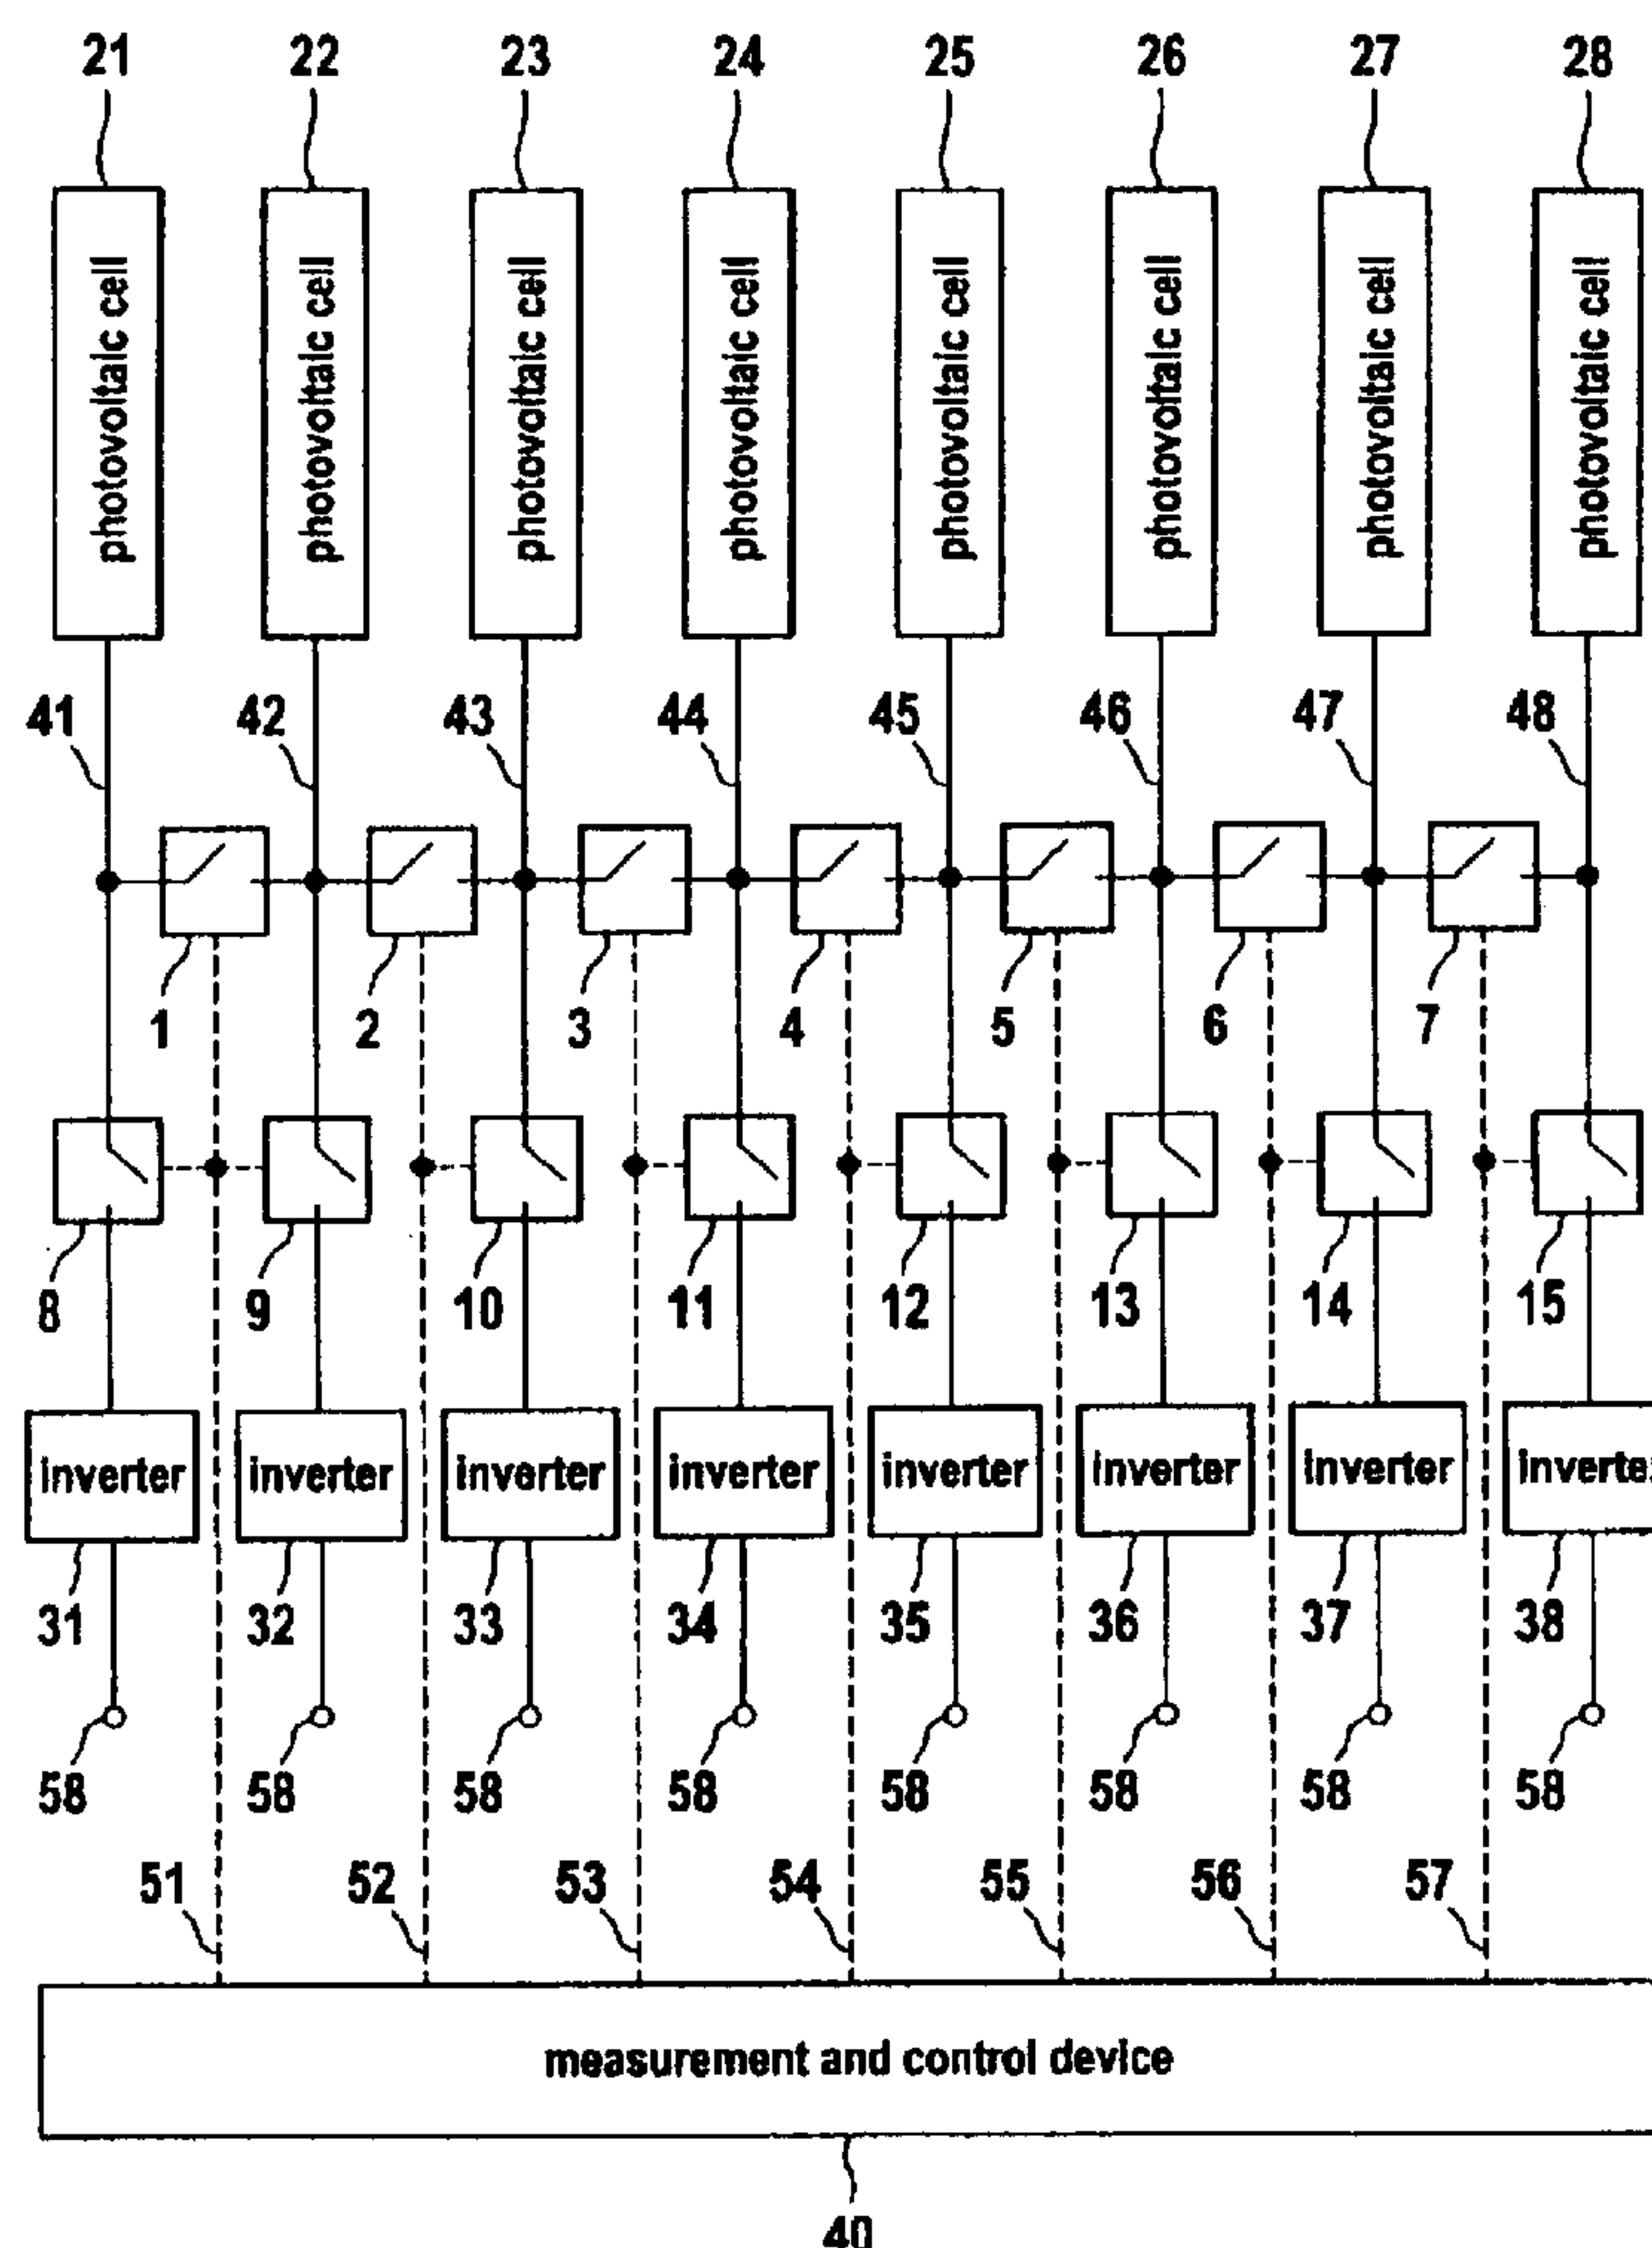 21 22 23 24 25 26 27 28
photovoltaic cell photovoltaic cell photovoltaic cell photovoltaic cell photovoltaic cell photovoltaic cell photovoltaic cell photovoltaic cell
41 42 43 44 45 46 47 48
1 2 3 4 5 6 7
8 9 10 11 12 13 14 15
inverter inverter inverter inverter inverter inverter inverter inverter
31 32 33 34 35 36 37 38
58 58 58 58 58 58 58 58
51 52 53 54 55 56 57
measurement and control device
40